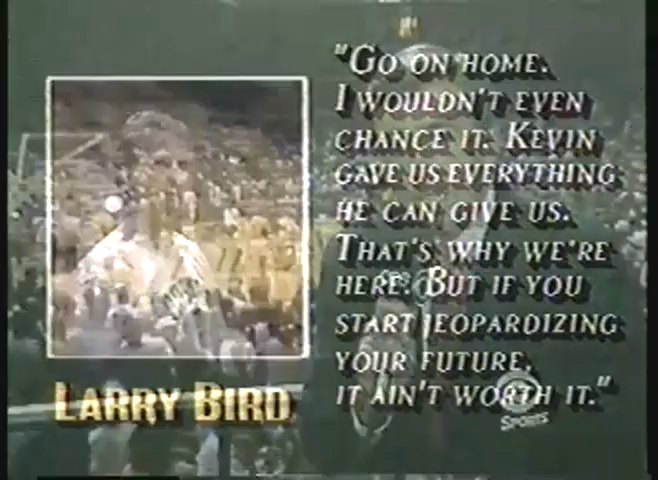 "Go on home.
I wouldn't even
chance it. Kevin
gave us everything
he can give us.
That's why we're
here. But if you
start jeopardizing
your future,
it ain't worth it."
Larry Bird
Sports